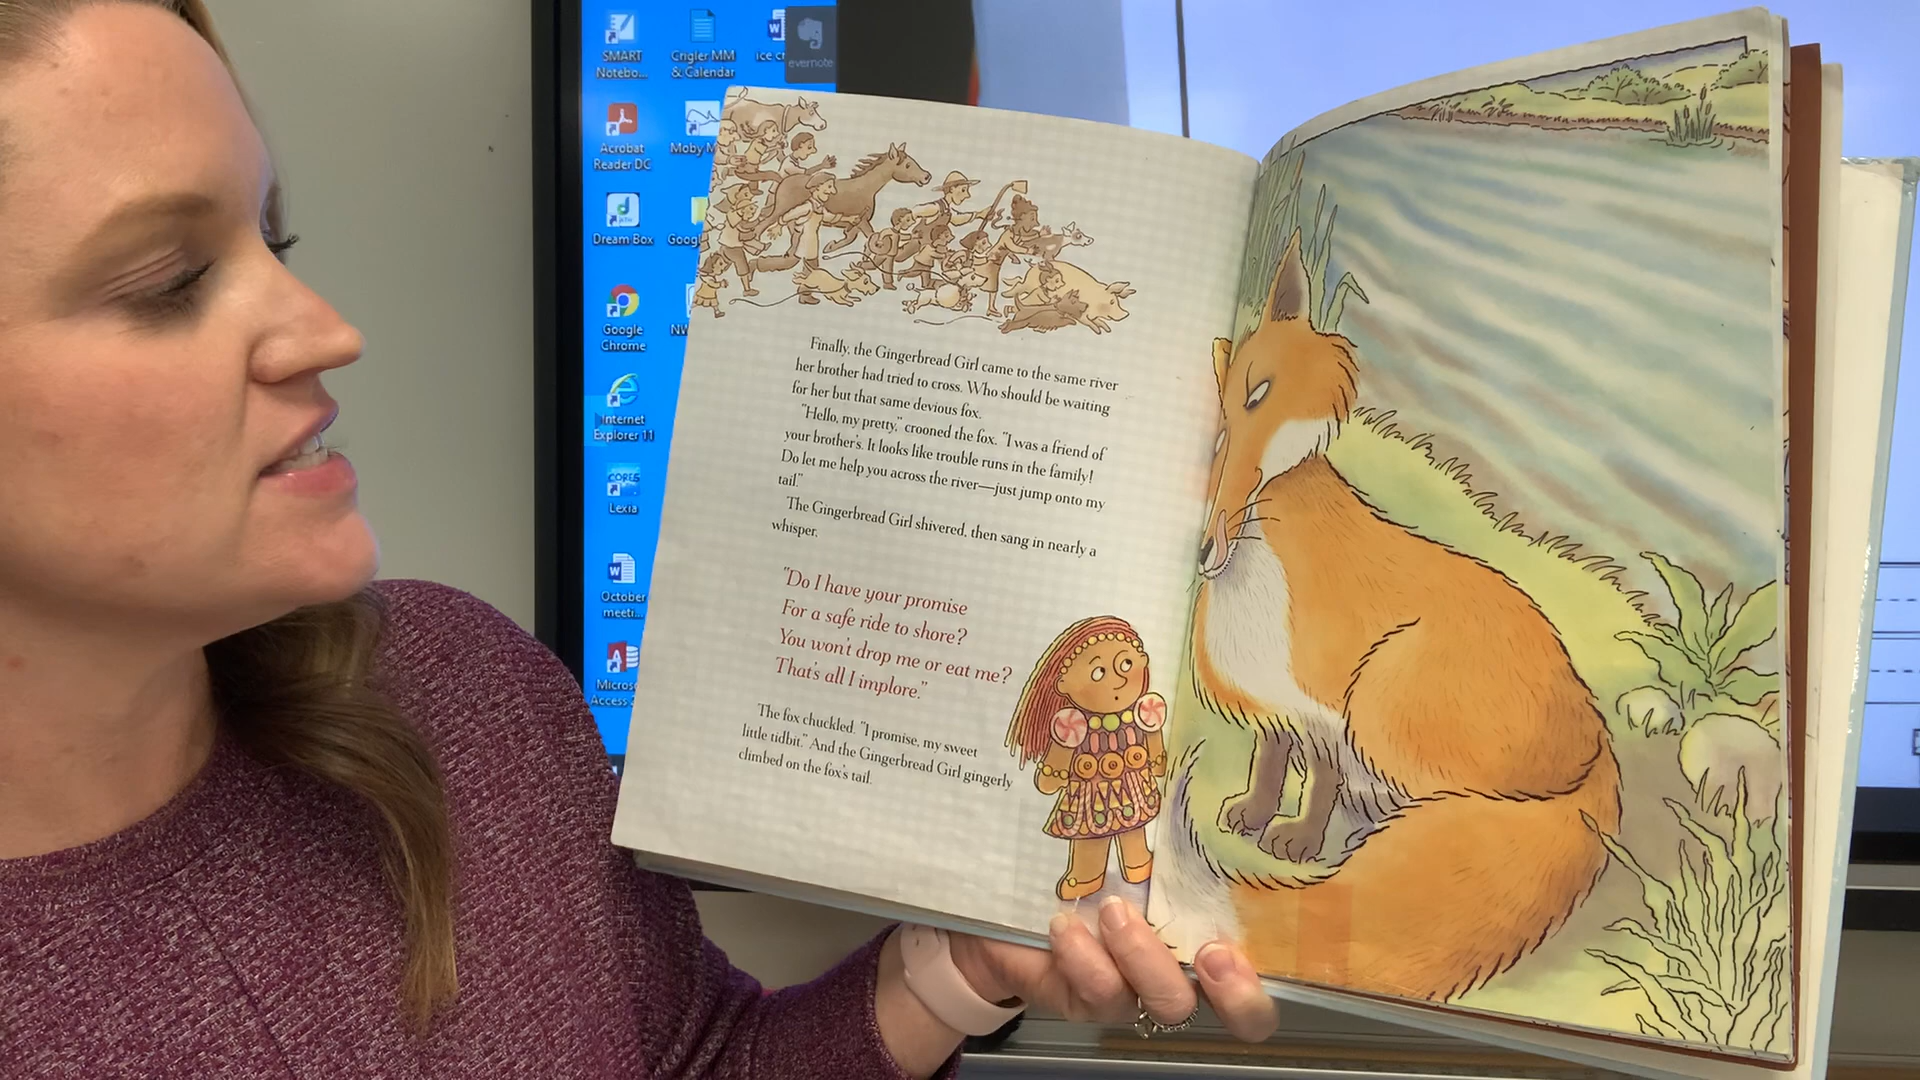 SMART
Notebo...
Crigler MM
& Calendar
ice cr
evernote
Acrobat
Reader DC
Moby M
Dream Box
Goog
Google
Chrome
NW
Internet
Explorer 11
Lexia
October
meeti...
Micros
Access
Finally, the Gingerbread Girl came to the same river
her brother had tried to cross. Who should be waiting
for her but that same devious fox.
"Hello, my pretty," crooned the fox. "I was a friend of
your brother's. It looks like trouble runs in the family!
Do let me help you across the river—just jump onto my
tail."
The Gingerbread Girl shivered, then sang in nearly a
whisper,
"Do I have your promise
For a safe ride to shore?
You won't drop me or eat me?
That's all I implore."
The fox chuckled. "I promise, my sweet
little tidbit." And the Gingerbread Girl gingerly
climbed on the fox's tail.